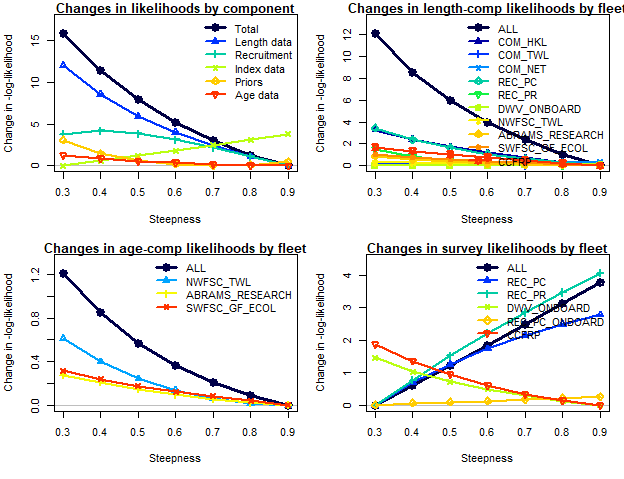 Changes in likelihoods by component
Change in -log-likelihood
15
10
5
0
Total
Length data
Recruitment
Index data
Priors
Age data
0.3 0.4 0.5 0.6 0.7 0.8 0.9
Steepness
Changes in length-comp likelihoods by fleet
Change in -log-likelihood
12
10
8
6
4
2
0
ALL
COM_HKL
COM_TWL
COM_NET
REC_PC
REC_PR
DWV_ONBOARD
NWFSC_TWL
ABRAMS_RESEARCH
SWFSC_GF_ECOL
CCFRP
0.3 0.4 0.5 0.6 0.7 0.8 0.9
Steepness
Changes in age-comp likelihoods by fleet
Change in -log-likelihood
1.2
0.8
0.4
0.0
ALL
NWFSC_TWL
ABRAMS_RESEARCH
SWFSC_GF_ECOL
0.3 0.4 0.5 0.6 0.7 0.8 0.9
Steepness
Changes in survey likelihoods by fleet
Change in -log-likelihood
4
3
2
1
0
ALL
REC_PC
REC_PR
DWV_ONBOARD
REC_PC_ONBOARD
CCFRP
0.3 0.4 0.5 0.6 0.7 0.8 0.9
Steepness